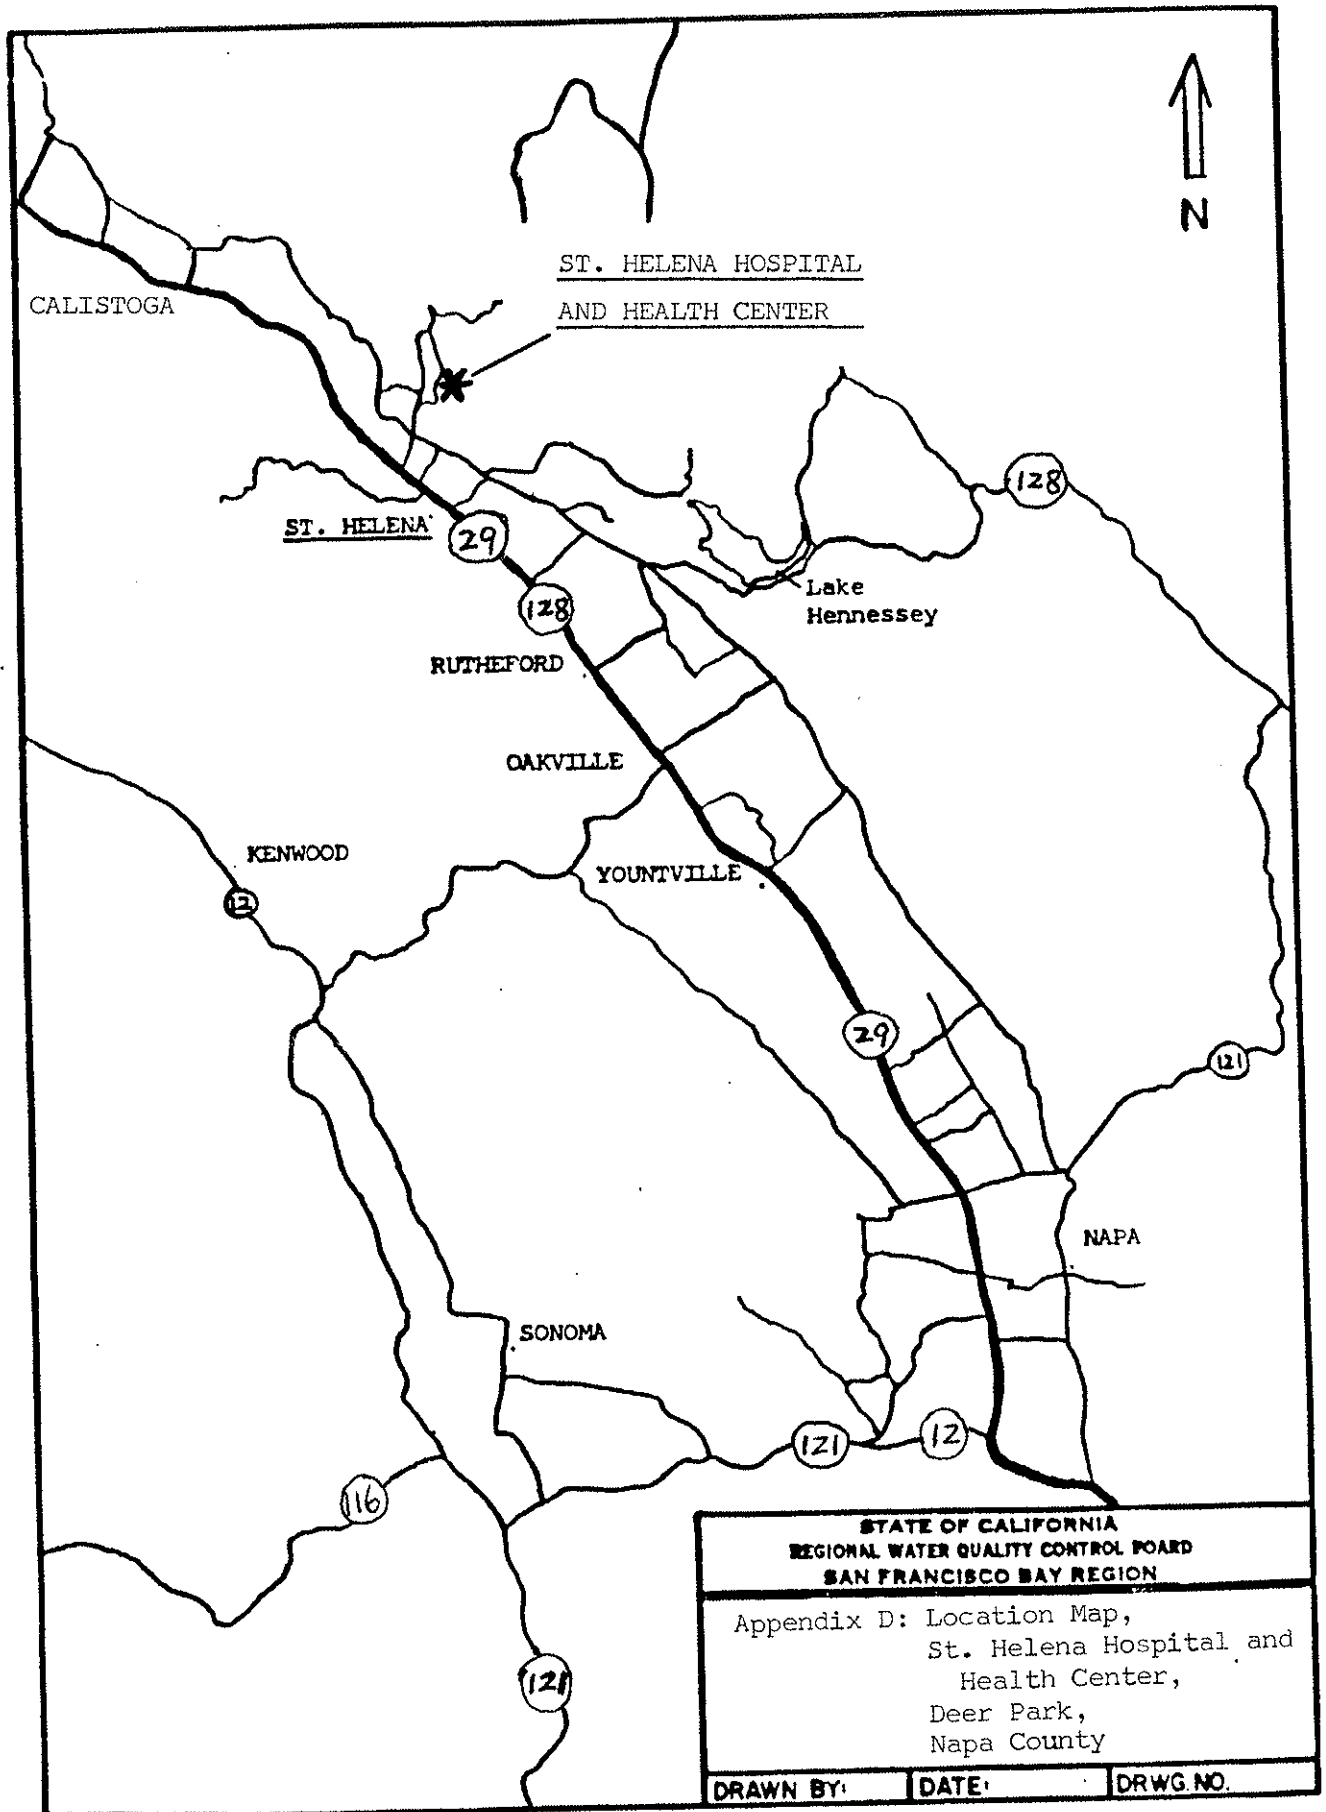 N
ST. HELENA HOSPITAL
AND HEALTH CENTER
CALISTOGA
128
ST. HELENA
29
128
Lake
Hennessey
RUTHEFORD
OAKVILLE
KENWOOD
12
YOUNTVILLE
29
121
NAPA
SONOMA
121
12
116
121
STATE OF CALIFORNIA
REGIONAL WATER QUALITY CONTROL BOARD
SAN FRANCISCO BAY REGION
Appendix D: Location Map,
St. Helena Hospital and
Health Center,
Deer Park,
Napa County
DRAWN BY: DATE: DRWG. NO.